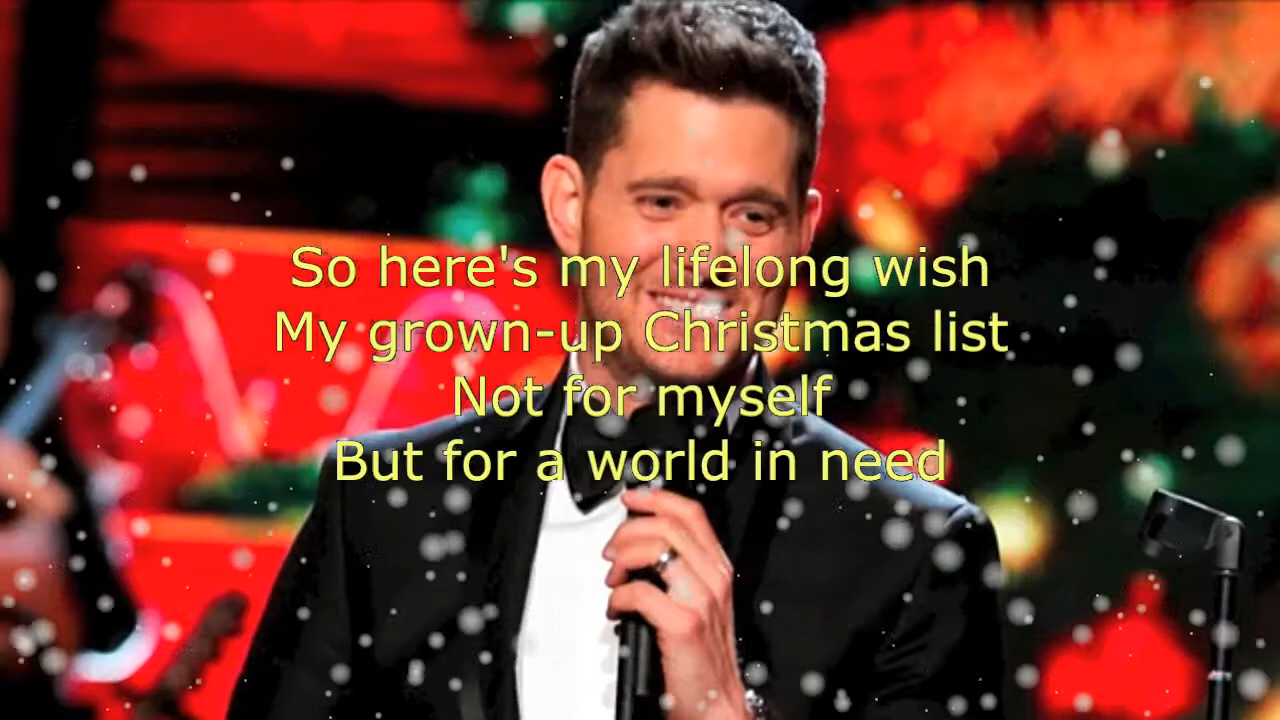 So here's my lifelong wish
My grown-up Christmas list
Not for myself
But for a world in need